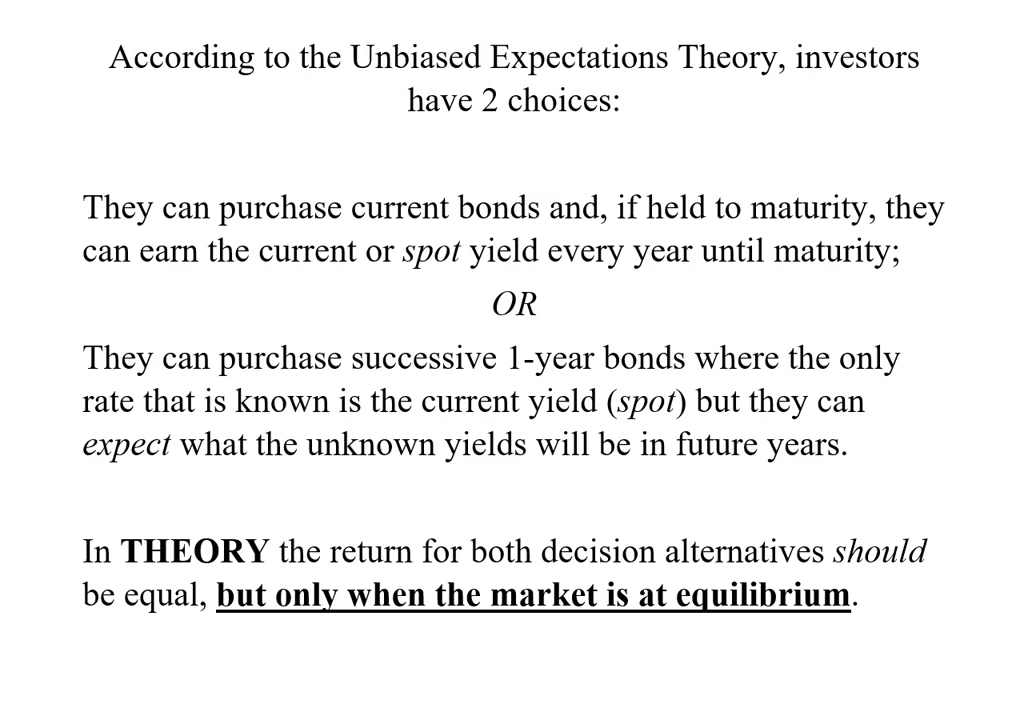 According to the Unbiased Expectations Theory, investors
have 2 choices:
They can purchase current bonds and, if held to maturity, they
can earn the current or spot yield every year until maturity;
OR
They can purchase successive 1-year bonds where the only
rate that is known is the current yield (spot) but they can
expect what the unknown yields will be in future years.
In THEORY the return for both decision alternatives should
be equal, but only when the market is at equilibrium.